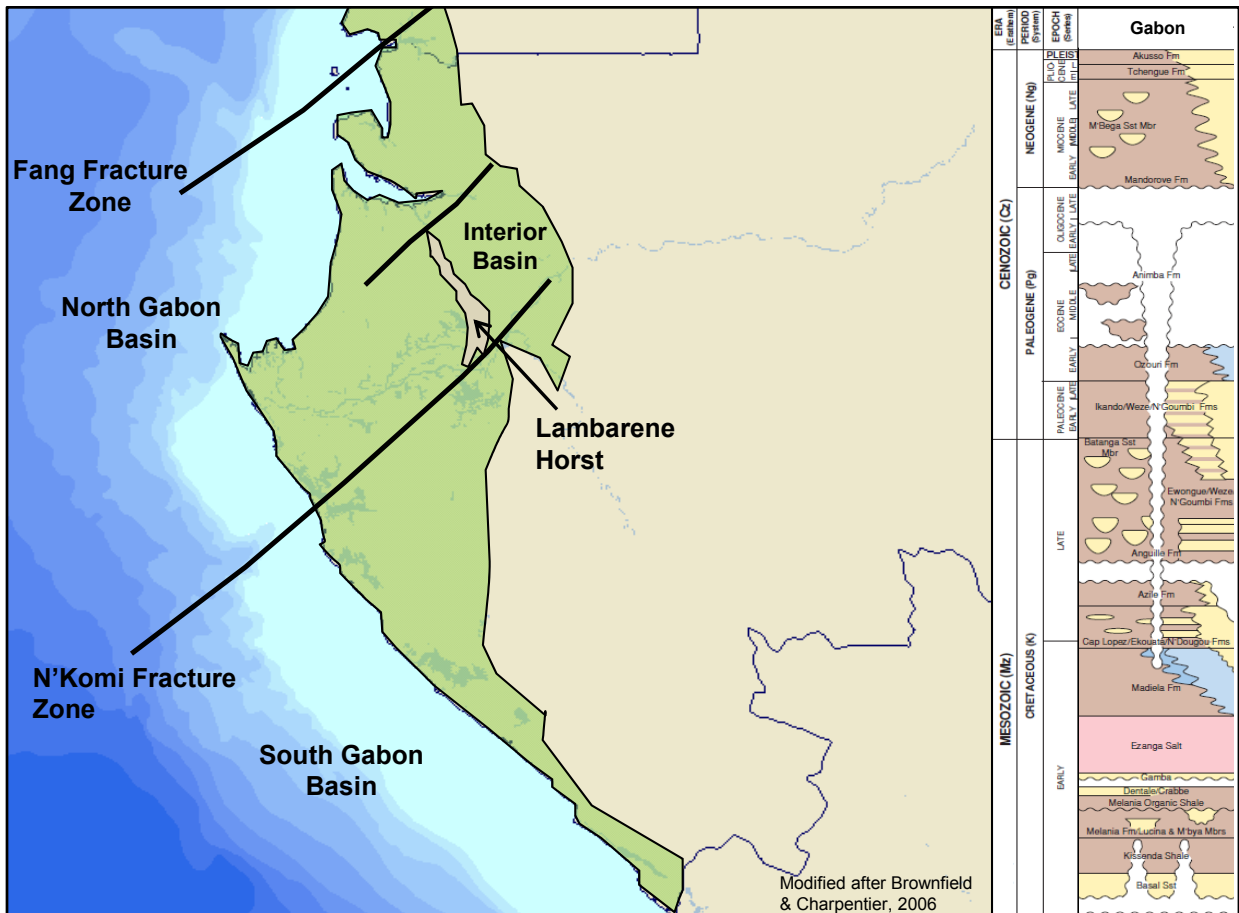 Fang Fracture
Zone
North Gabon
Basin
Interior
Basin
Lambarene
Horst
N'Komi Fracture
Zone
South Gabon
Basin
Modified after Brownfield
& Charpentier, 2006
ERA
(Erathem)
PERIOD
(System)
EPOCH
(Series)
Gabon
CENOZOIC (Cz)
MESOZOIC (Mz)
NEOGENE (Ng)
PALEOGENE (Pg)
CRETACEOUS (K)
PLEIST
PLIO
CENE
MIOCENE
EARLY
MIDDLE
LATE
OLIGOCENE
EARLY
LATE
EOCENE
EARLY
MIDDLE
LATE
PALEOCENE
EARLY
LATE
LATE
EARLY
Akusso Fm
Tchengue Fm
M'Bega Sst Mbr
Mandorove Fm
Animba Fm
Ozouri Fm
Ikando/Weze/N'Goumbi Fms
Batanga Sst
Mbr
Ewongue/Weze/
N'Goumbi Fms
Anguille Fm
Azile Fm
Cap Lopez/Ekouata/N'Dougou Fms
Madiela Fm
Ezanga Salt
Gamba
Dentale/Crabbe
Melania Organic Shale
Melania Fm/Lucina & M'bya Mbrs
Kissenda Shale
Basal Sst